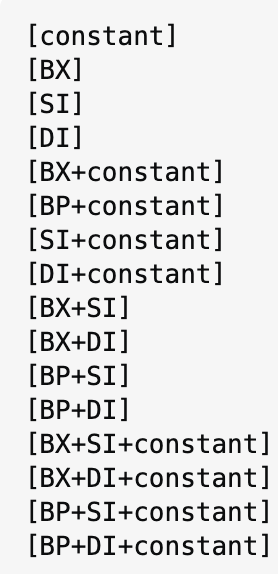 [constant]
[BX]
[SI]
[DI]
[BX+constant]
[BP+constant]
[SI+constant]
[DI+constant]
[BX+SI]
[BX+DI]
[BP+SI]
[BP+DI]
[BX+SI+constant]
[BX+DI+constant]
[BP+SI+constant]
[BP+DI+constant]